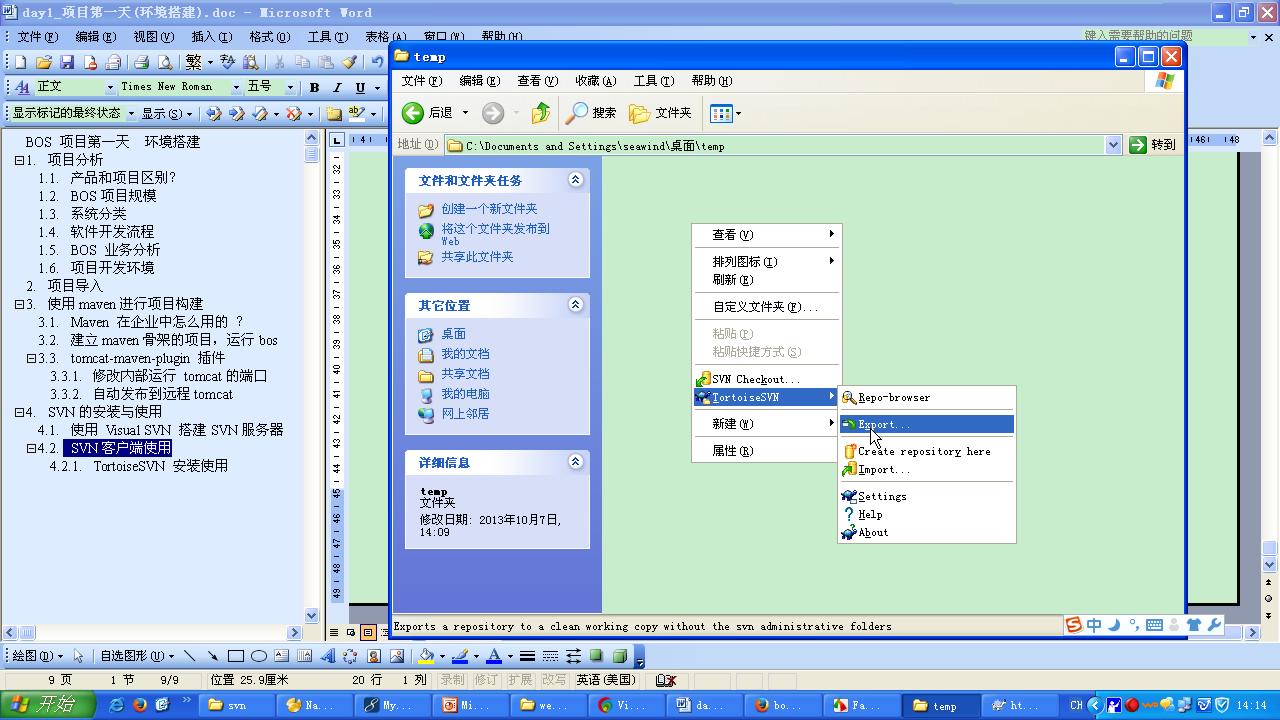 day1_项目第一天(环境搭建).doc - Microsoft Word
文件(F) 编辑(E) 视图(V) 插入(I) 格式(O) 工具(T) 表格(A) 窗口(W) 帮助(H)
键入需要帮助的问题
正文 Times New Roman 五号 B I U
显示标记的最终状态 显示(S)
BOS 项目第一天 环境搭建
1. 项目分析
1.1. 产品和项目区别?
1.2. BOS 项目规模
1.3. 系统分类
1.4. 软件开发流程
1.5. BOS 业务分析
1.6. 项目开发环境
2. 项目导入
3. 使用 maven 进行项目构建
3.1. Maven 在企业中怎么用的 ?
3.2. 建立 maven 骨架的项目，运行 bos
3.3. tomcat-maven-plugin 插件
3.3.1. 修改内部运行 tomcat 的端口
3.3.2. 自动发布到远程 tomcat
4. SVN 的安装与使用
4.1. 使用 Visual SVN 搭建 SVN 服务器
4.2. SVN 客户端使用
4.2.1. TortoiseSVN 安装使用
temp
文件(F) 编辑(E) 查看(V) 收藏(A) 工具(T) 帮助(H)
后退 搜索 文件夹
地址(D) C:\Documents and Settings\seawind\桌面\temp 转到
文件和文件夹任务
创建一个新文件夹
将这个文件夹发布到
Web
共享此文件夹
其它位置
桌面
我的文档
共享文档
我的电脑
网上邻居
详细信息
temp
文件夹
修改日期: 2013年10月7日,
14:09
查看(V)
排列图标(I)
刷新(E)
自定义文件夹(F)...
粘贴(P)
粘贴快捷方式(S)
SVN Checkout...
TortoiseSVN
新建(W)
属性(R)
Repo-browser
Export...
Create repository here
Import...
Settings
Help
About
Exports a repository to a clean working copy without the svn administrative folders
中
绘图(D) 自选图形(U)
9 页 1 节 9/9 位置 25.9厘米 20 行 1 列 录制 修订 扩展 改写 英语(美国)
开始 svn Na... My... Mi... we... Vi... da... bo... Fa... temp ht... CH 14:14